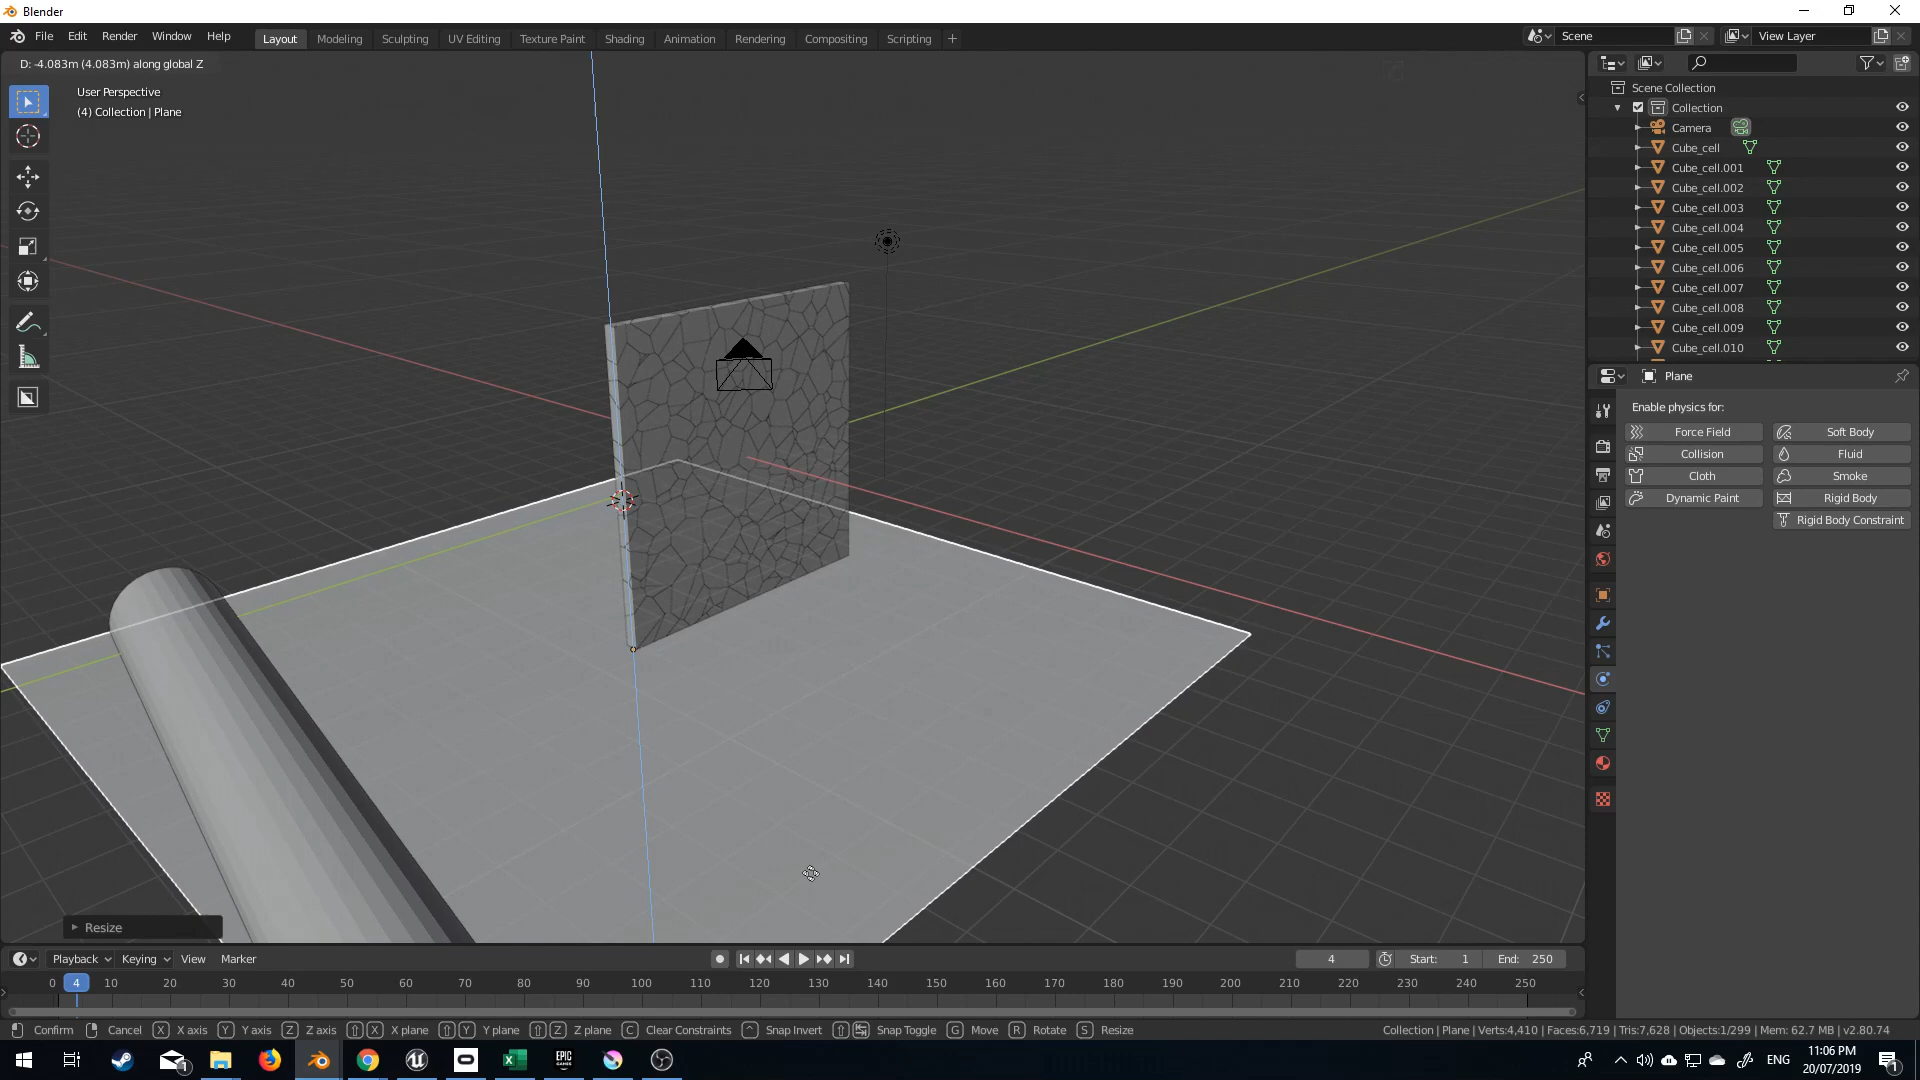 Blender
File Edit Render Window Help
Layout Modeling Sculpting UV Editing Texture Paint Shading Animation Rendering Compositing Scripting +
Scene
View Layer
D: -4.083m (4.083m) along global Z
User Perspective
(4) Collection | Plane
Scene Collection
Collection
Camera
Cube_cell
Cube_cell.001
Cube_cell.002
Cube_cell.003
Cube_cell.004
Cube_cell.005
Cube_cell.006
Cube_cell.007
Cube_cell.008
Cube_cell.009
Cube_cell.010
Plane
Enable physics for:
Force Field Soft Body
Collision Fluid
Cloth Smoke
Dynamic Paint Rigid Body
Rigid Body Constraint
Resize
Playback Keying View Marker
4 Start: 1 End: 250
0 4 10 20 30 40 50 60 70 80 90 100 110 120 130 140 150 160 170 180 190 200 210 220 230 240 250
Confirm Cancel X X axis Y Y axis Z Z axis X X plane Y Y plane Z Z plane C Clear Constraints ^ Snap Invert Snap Toggle G Move R Rotate S Resize
Collection | Plane | Verts:4,410 | Faces:6,719 | Tris:7,628 | Objects:1/299 | Mem: 62.7 MB | v2.80.74
1
EPIC GAMES
ENG
11:06 PM
20/07/2019
1